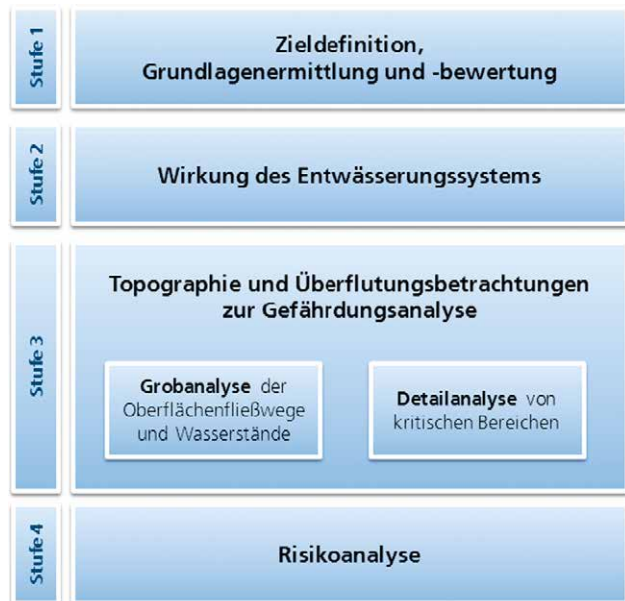 Stufe 1
Zieldefinition,
Grundlagenermittlung und -bewertung
Stufe 2
Wirkung des Entwässerungssystems
Stufe 3
Topographie und Überflutungsbetrachtungen
zur Gefährdungsanalyse
Grobanalyse der
Oberflächenfließwege
und Wasserstände
Detailanalyse von
kritischen Bereichen
Stufe 4
Risikoanalyse